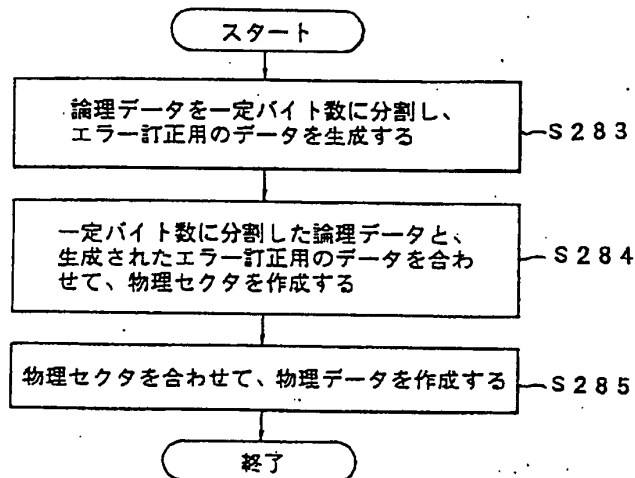 スタート
論理データを一定バイト数に分割し、
エラー訂正用のデータを生成する
S283
一定バイト数に分割した論理データと、
生成されたエラー訂正用のデータを合わ
せて、物理セクタを作成する
S284
物理セクタを合わせて、物理データを作成する
S285
終了